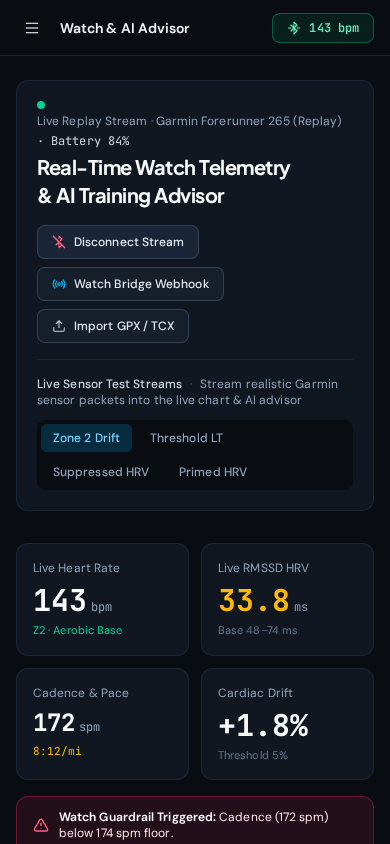 Watch & AI Advisor
143 bpm
Live Replay Stream · Garmin Forerunner 265 (Replay)
· Battery 84%
Real-Time Watch Telemetry
& AI Training Advisor
Disconnect Stream
Watch Bridge Webhook
Import GPX / TCX
Live Sensor Test Streams · Stream realistic Garmin
sensor packets into the live chart & AI advisor
Zone 2 Drift Threshold LT
Suppressed HRV Primed HRV
Live Heart Rate
143 bpm
Z2 · Aerobic Base
Live RMSSD HRV
33.8 ms
Base 48–74 ms
Cadence & Pace
172 spm
8:12/mi
Cardiac Drift
+1.8%
Threshold 5%
Watch Guardrail Triggered: Cadence (172 spm)
below 174 spm floor.